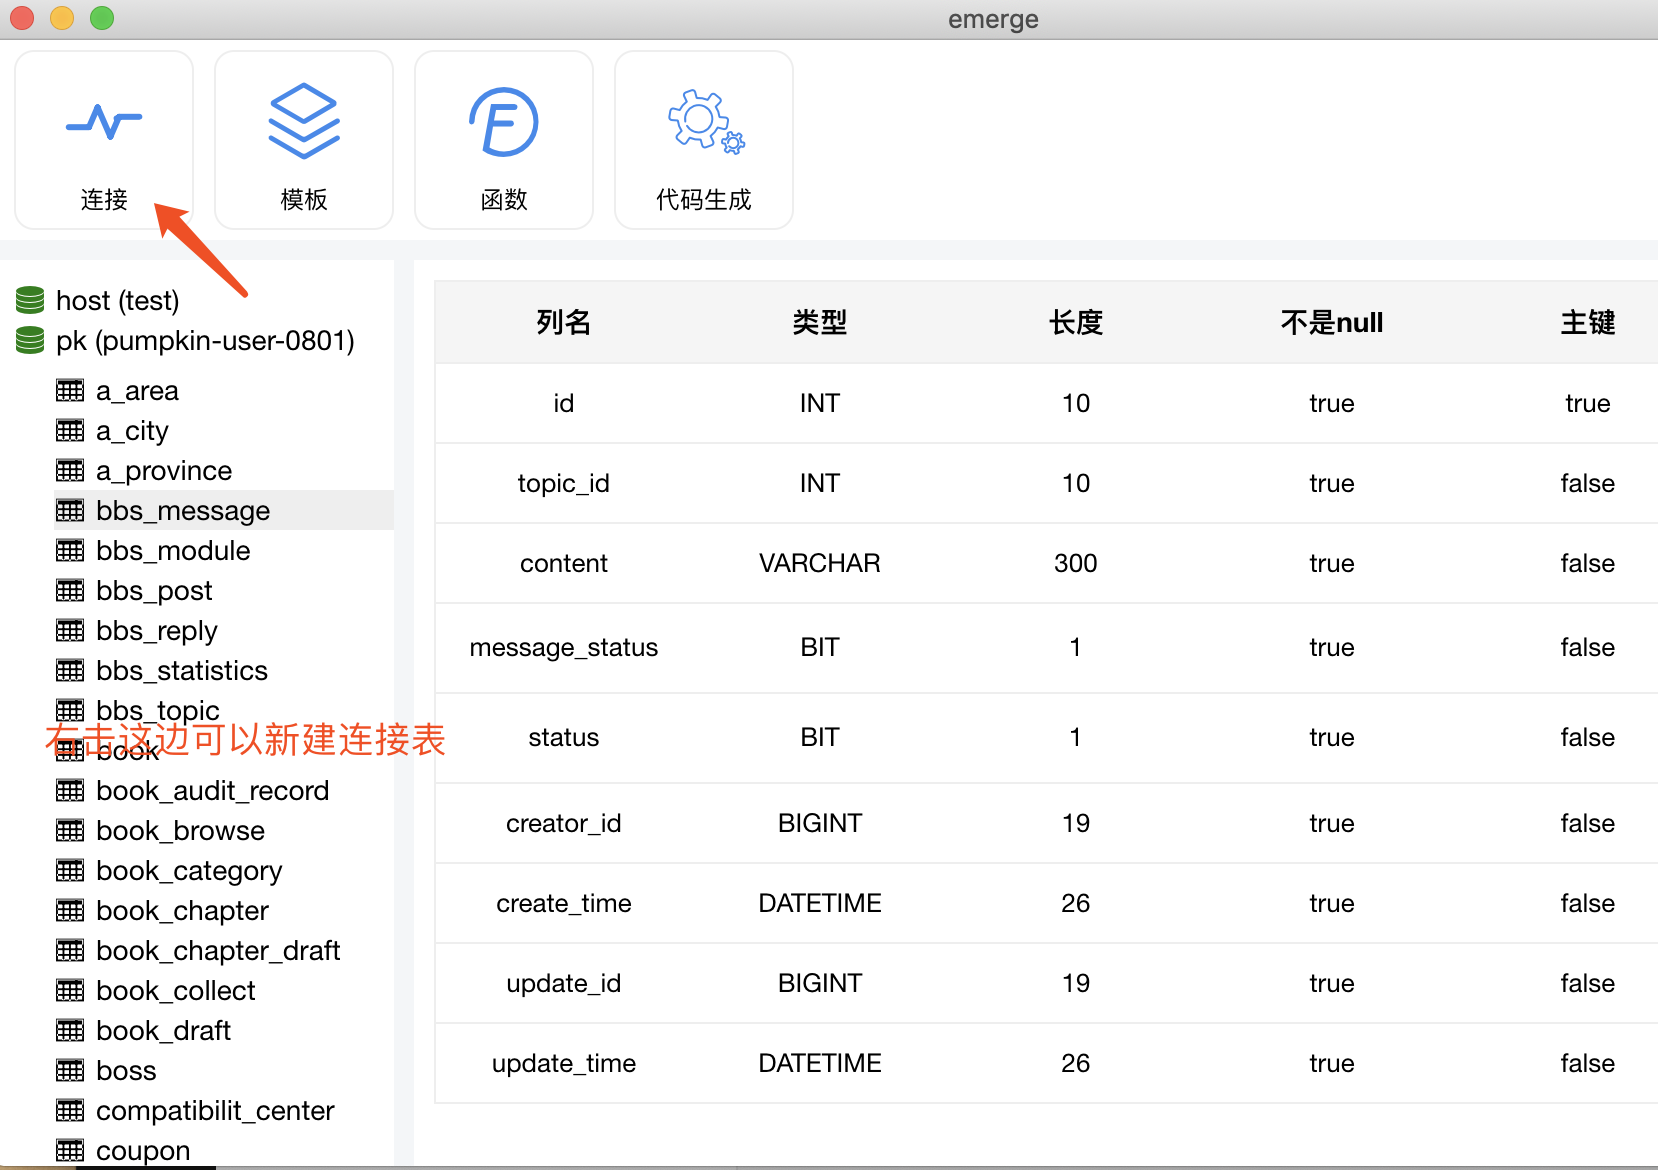 emerge
连接
模板
函数
代码生成
host (test)
pk (pumpkin-user-0801)
a_area
a_city
a_province
bbs_message
bbs_module
bbs_post
bbs_reply
bbs_statistics
bbs_topic
右击这边可以新建连接表
book
book_audit_record
book_browse
book_category
book_chapter
book_chapter_draft
book_collect
book_draft
boss
compatibilit_center
coupon
列名 类型 长度 不是null 主键
id INT 10 true true
topic_id INT 10 true false
content VARCHAR 300 true false
message_status BIT 1 true false
status BIT 1 true false
creator_id BIGINT 19 true false
create_time DATETIME 26 true false
update_id BIGINT 19 true false
update_time DATETIME 26 true false